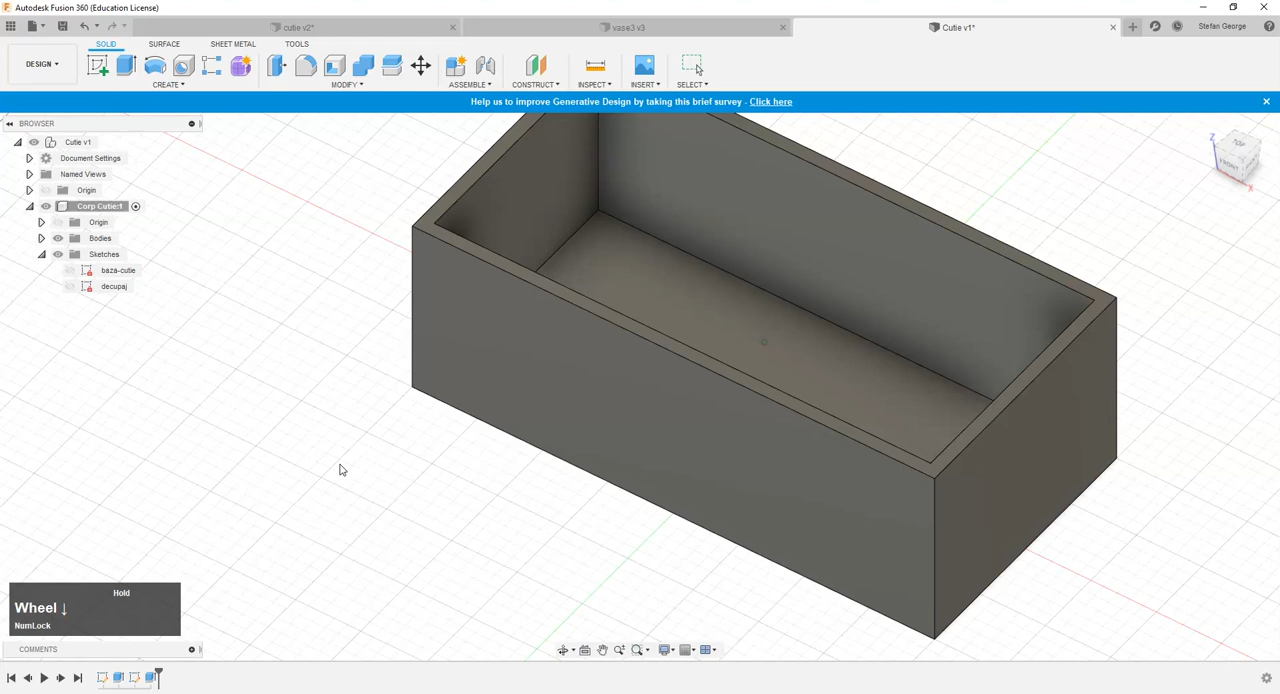 Autodesk Fusion 360 (Education License)
cutie v2*
vase3 v3
Cutie v1*
Stefan George
DESIGN
SOLID
SURFACE
SHEET METAL
TOOLS
CREATE
MODIFY
ASSEMBLE
CONSTRUCT
INSPECT
INSERT
SELECT
Help us to improve Generative Design by taking this brief survey - Click here
BROWSER
Cutie v1
Document Settings
Named Views
Origin
Corp Cutie:1
Origin
Bodies
Sketches
baza-cutie
decupaj
Z
TOP
FRONT
X
Hold
Wheel ↓
NumLock
COMMENTS